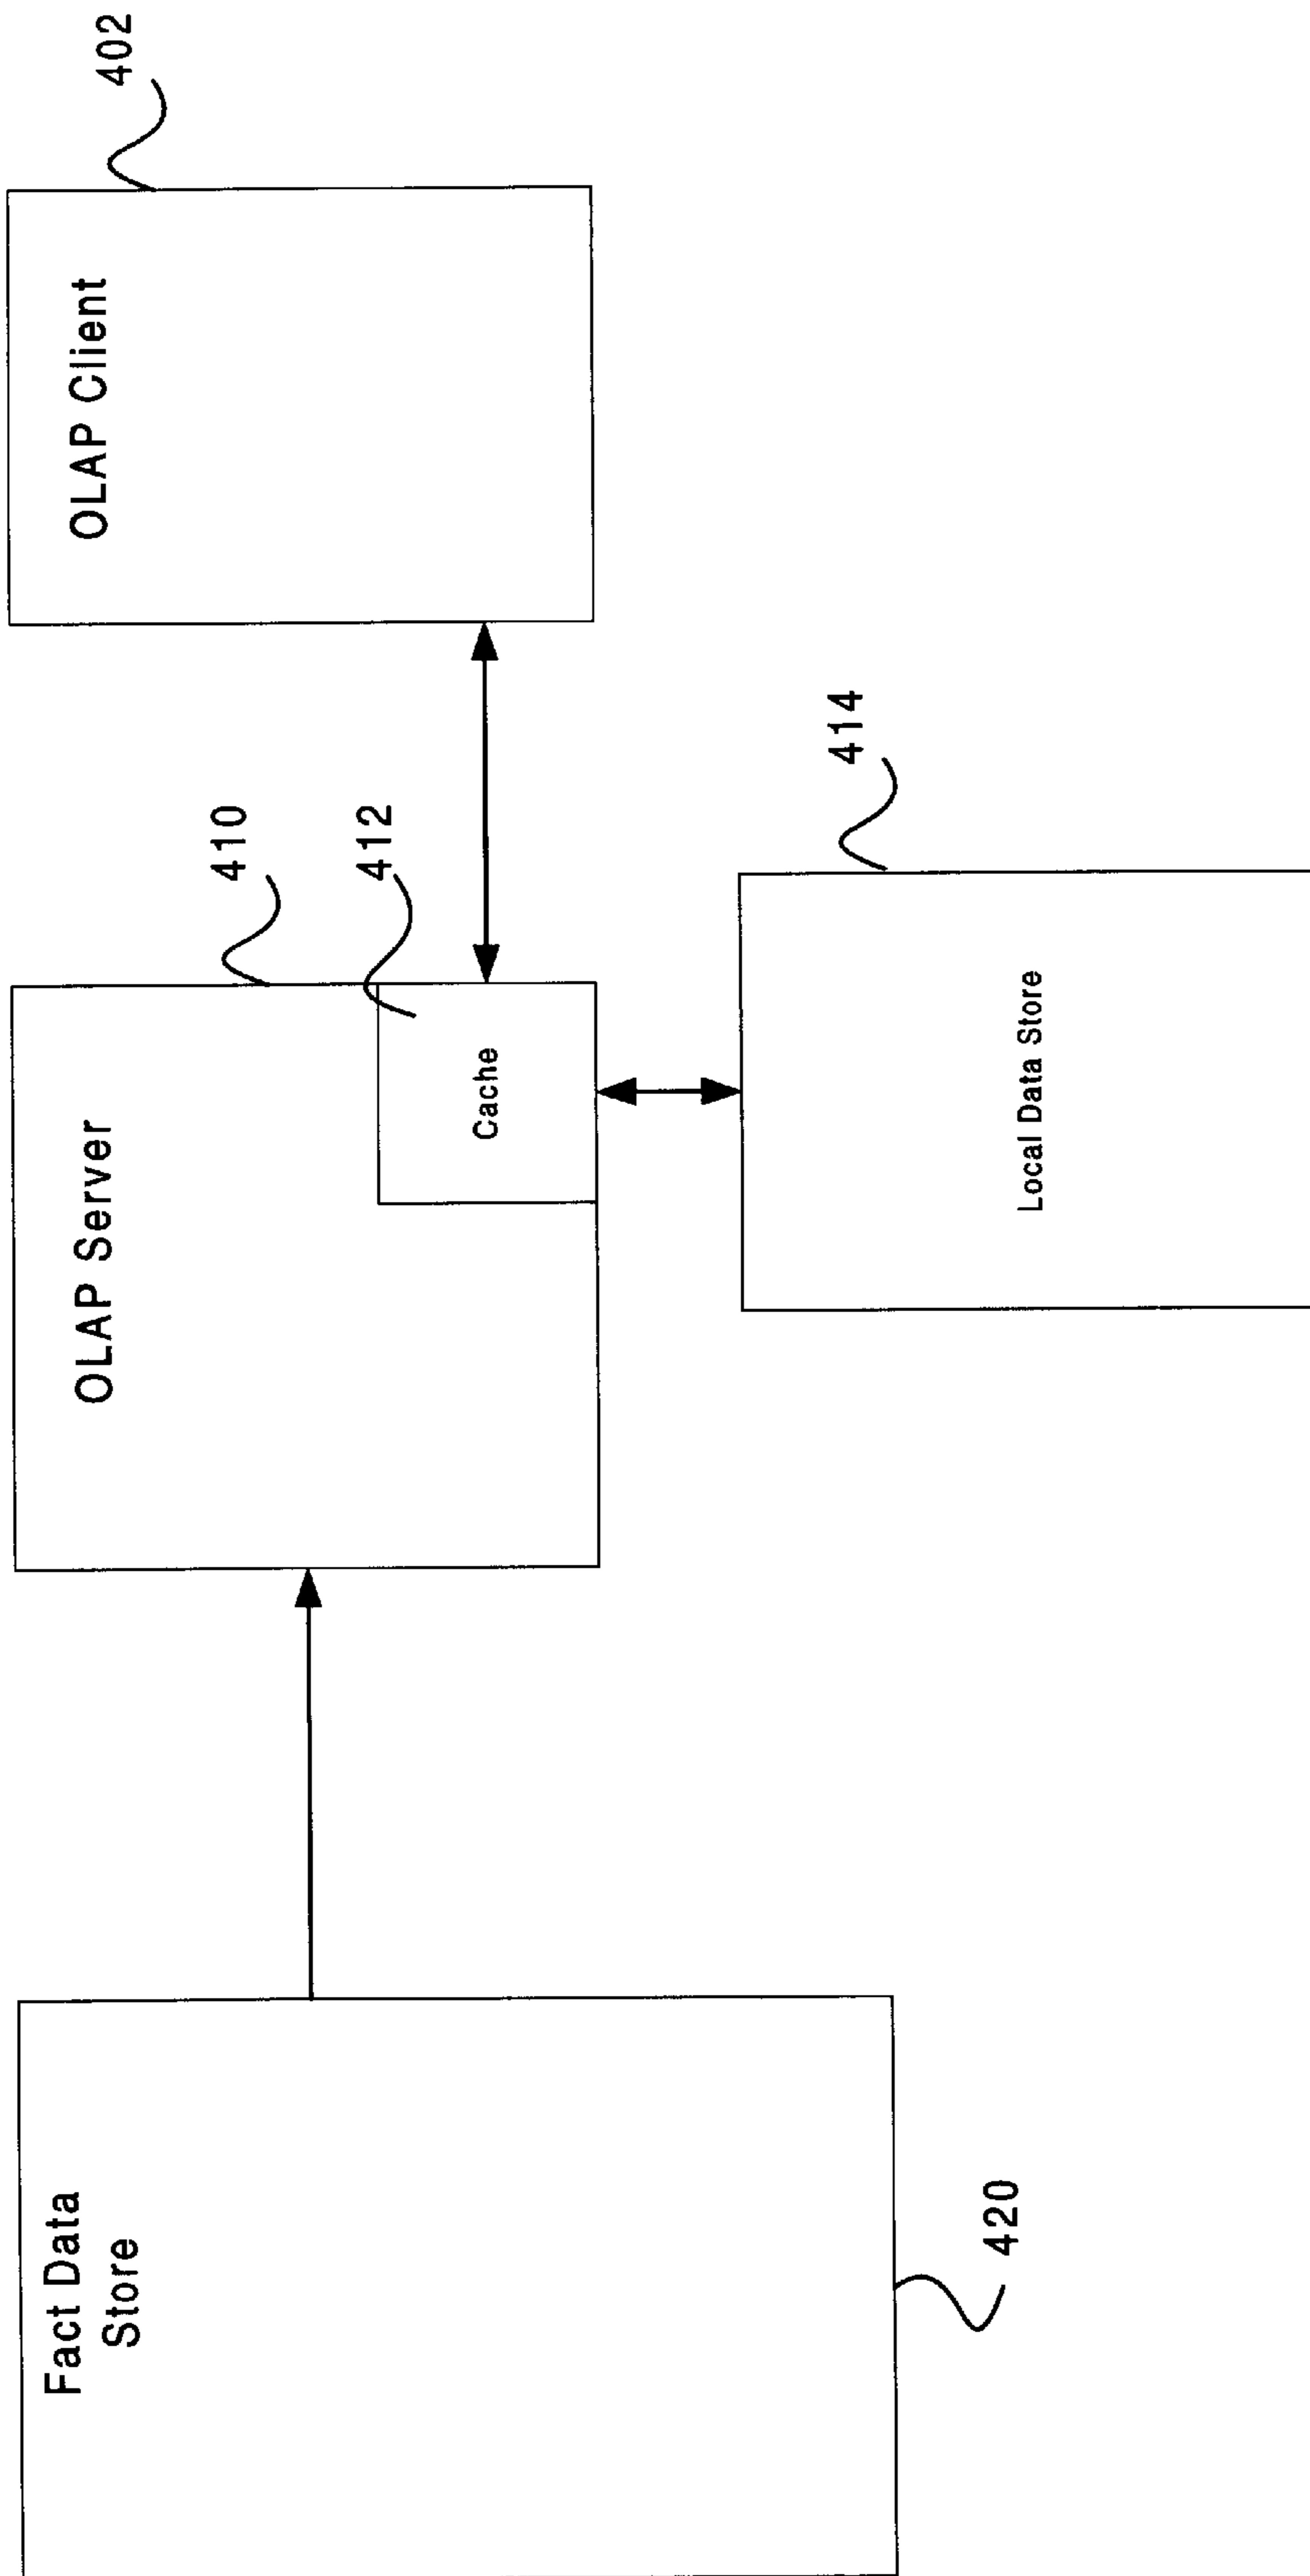 Fact Data
Store
420
OLAP Server
410
412
Cache
Local Data Store
414
OLAP Client
402